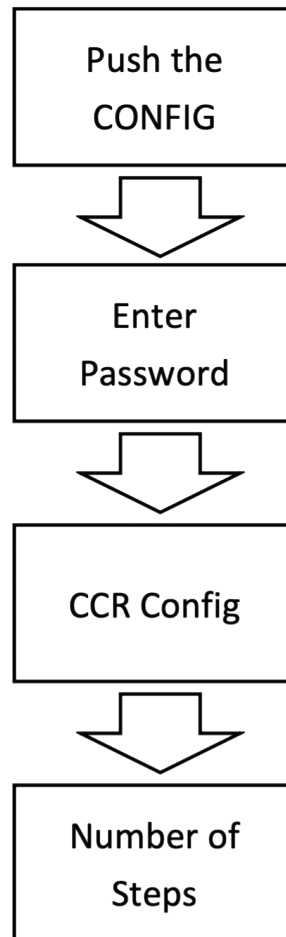 Push the
CONFIG
Enter
Password
CCR Config
Number of
Steps